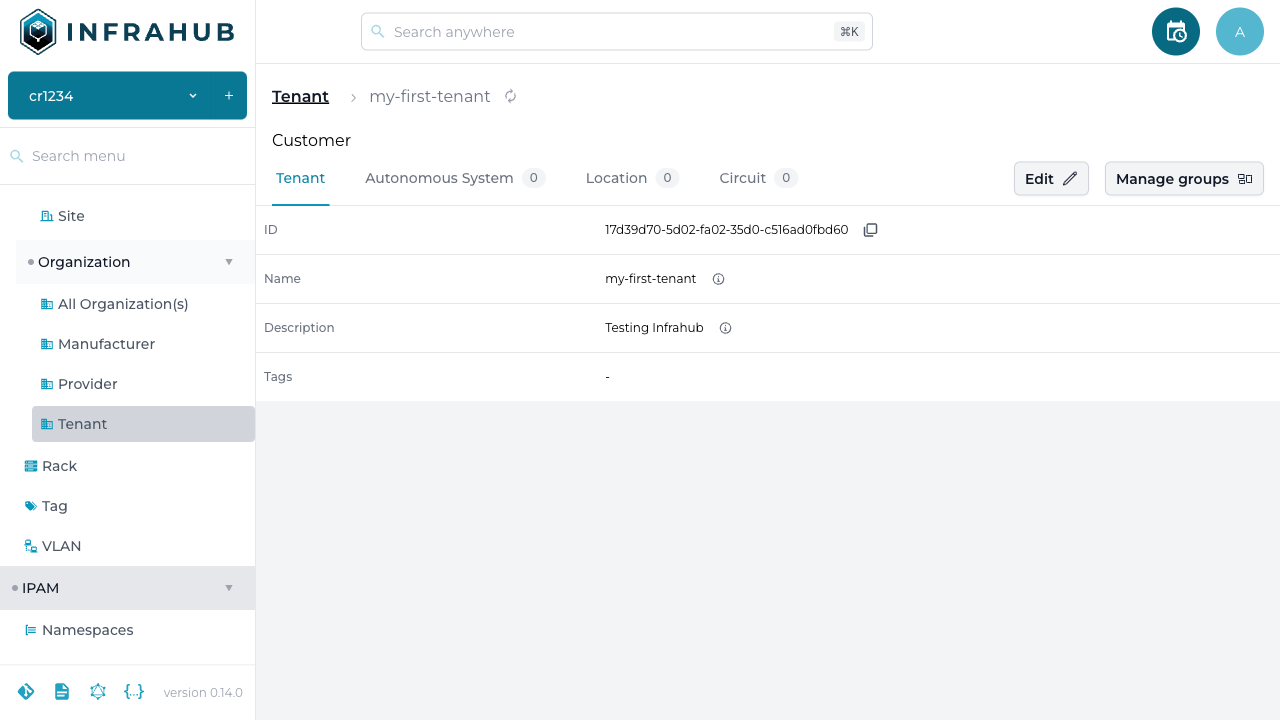 INFRAHUB
Search anywhere
⌘K
A
cr1234
+
Search menu
Site
Organization
All Organization(s)
Manufacturer
Provider
Tenant
Rack
Tag
VLAN
IPAM
Namespaces
version 0.14.0
Tenant > my-first-tenant
Customer
Tenant Autonomous System 0 Location 0 Circuit 0 Edit Manage groups
ID 17d39d70-5d02-fa02-35d0-c516ad0fbd60
Name my-first-tenant
Description Testing Infrahub
Tags -